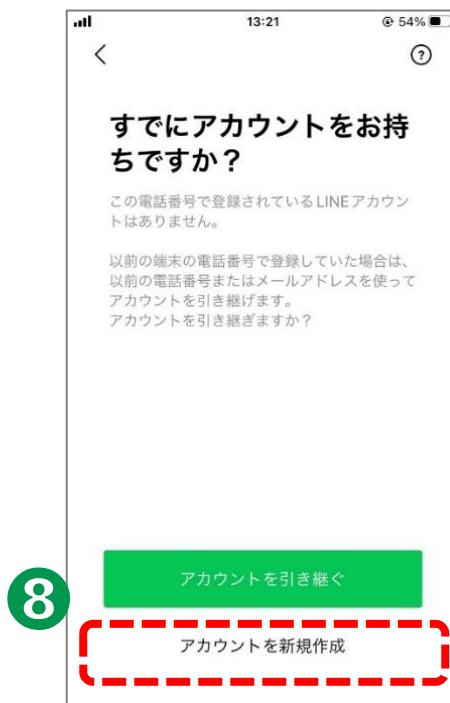 13:21
54%
?
すでにアカウントをお持
ちですか？
この電話番号で登録されているLINEアカウン
トはありません。
以前の端末の電話番号で登録していた場合は、
以前の電話番号またはメールアドレスを使って
アカウントを引き継げます。
アカウントを引き継ぎますか？
アカウントを引き継ぐ
8
アカウントを新規作成